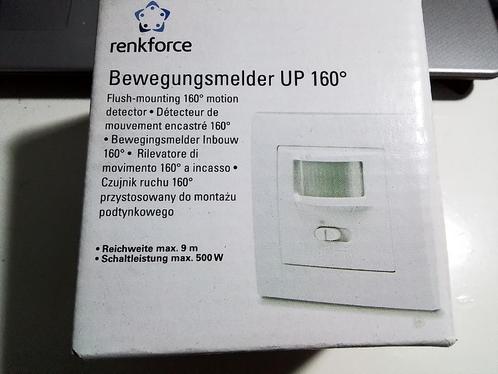 renkforce
Bewegungsmelder UP 160°
Flush-mounting 160° motion
detector • Détecteur de
mouvement encastré 160°
• Bewegingsmelder Inbouw
160° • Rilevatore di
movimento 160° a incasso •
Czujnik ruchu 160°
przystosowany do montażu
podtynkowego
• Reichweite max. 9 m
• Schaltleistung max. 500 W